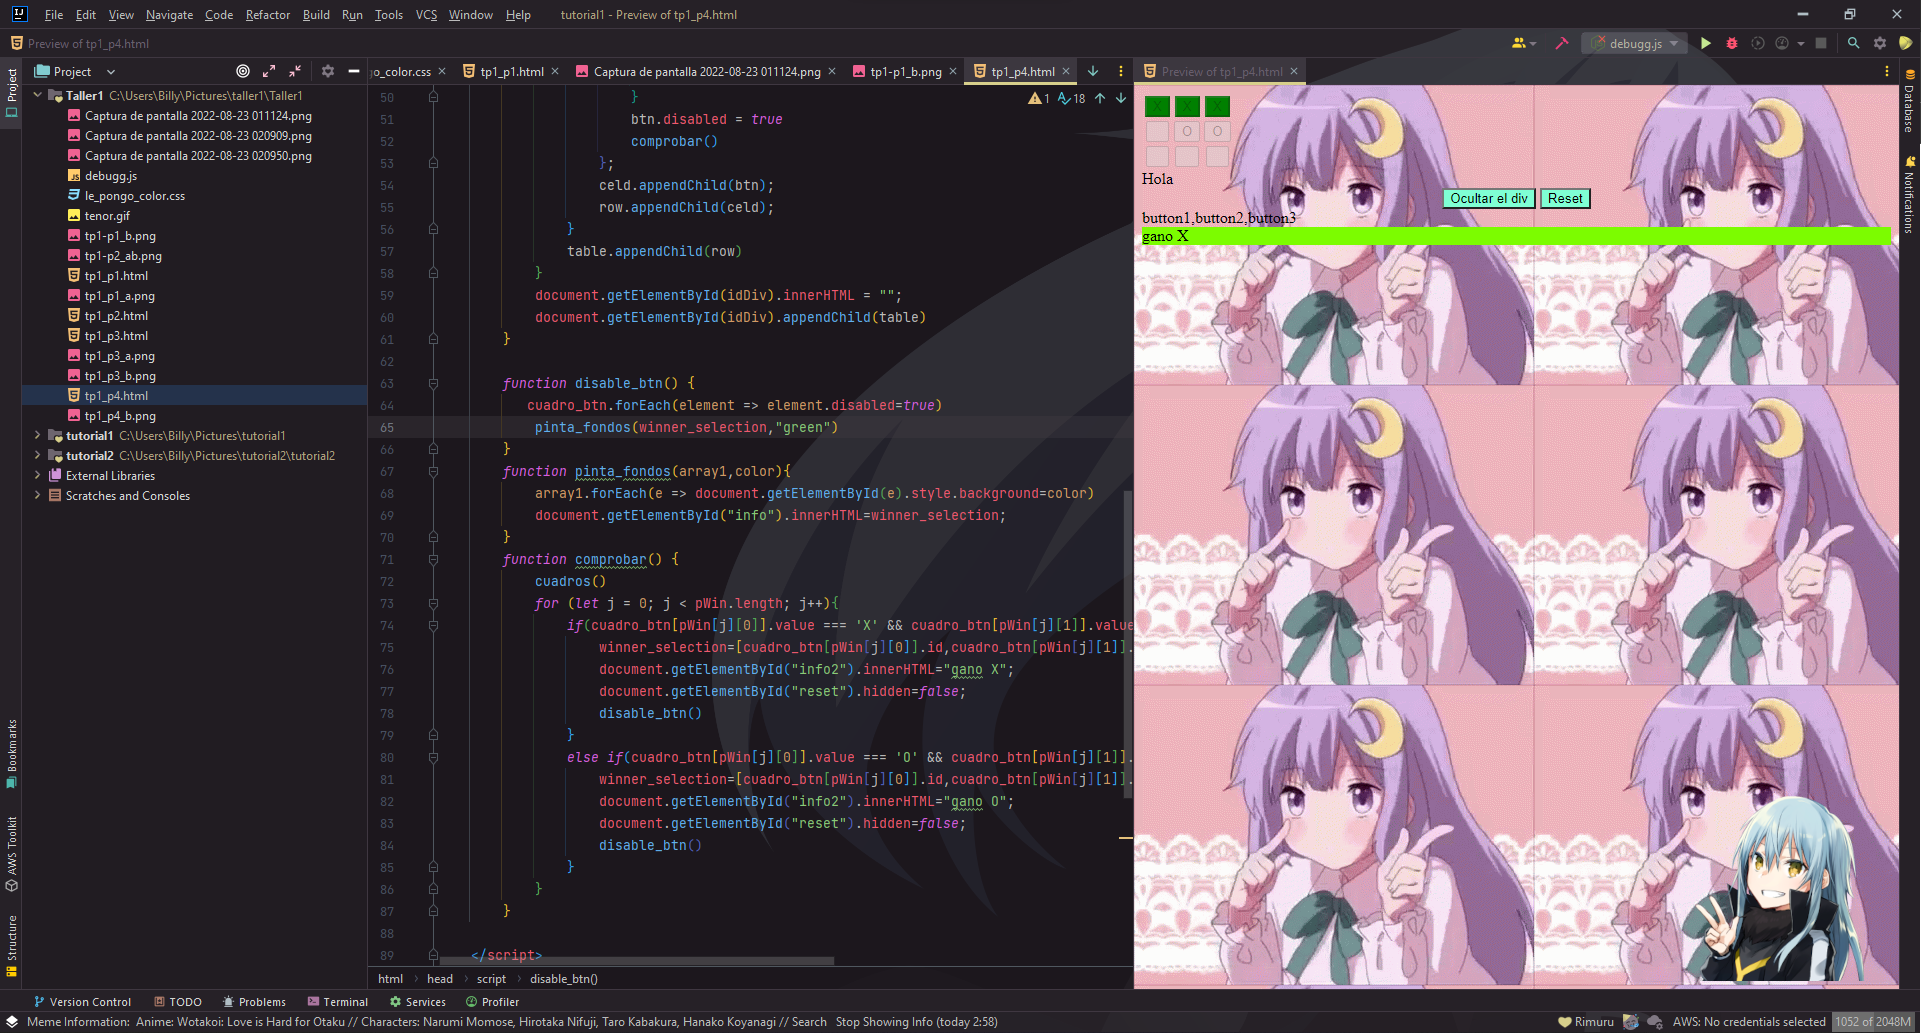 File Edit View Navigate Code Refactor Build Run Tools VCS Window Help tutorial1 - Preview of tp1_p4.html
Preview of tp1_p4.html
debugg.js
Project
go_color.css tp1_p1.html Captura de pantalla 2022-08-23 011124.png tp1-p1_b.png tp1_p4.html
Preview of tp1_p4.html
Project
Bookmarks
AWS Toolkit
Structure
Taller1 C:\Users\Billy\Pictures\taller1\Taller1
Captura de pantalla 2022-08-23 011124.png
Captura de pantalla 2022-08-23 020909.png
Captura de pantalla 2022-08-23 020950.png
debugg.js
le_pongo_color.css
tenor.gif
tp1-p1_b.png
tp1-p2_ab.png
tp1_p1.html
tp1_p1_a.png
tp1_p2.html
tp1_p3.html
tp1_p3_a.png
tp1_p3_b.png
tp1_p4.html
tp1_p4_b.png
tutorial1 C:\Users\Billy\Pictures\tutorial1
tutorial2 C:\Users\Billy\Pictures\tutorial2\tutorial2
External Libraries
Scratches and Consoles
1 18
50 }
51 btn.disabled = true
52 comprobar()
53 };
54 celd.appendChild(btn);
55 row.appendChild(celd);
56 }
57 table.appendChild(row)
58 }
59 document.getElementById(idDiv).innerHTML = "";
60 document.getElementById(idDiv).appendChild(table)
61 }
62
63 function disable_btn() {
64 cuadro_btn.forEach(element => element.disabled=true)
65 pinta_fondos(winner_selection,"green")
66 }
67 function pinta_fondos(array1,color){
68 array1.forEach(e => document.getElementById(e).style.background=color)
69 document.getElementById("info").innerHTML=winner_selection;
70 }
71 function comprobar() {
72 cuadros()
73 for (let j = 0; j < pWin.length; j++){
74 if(cuadro_btn[pWin[j][0]].value === 'X' && cuadro_btn[pWin[j][1]].value
75 winner_selection=[cuadro_btn[pWin[j][0]].id,cuadro_btn[pWin[j][1]].
76 document.getElementById("info2").innerHTML="gano X";
77 document.getElementById("reset").hidden=false;
78 disable_btn()
79 }
80 else if(cuadro_btn[pWin[j][0]].value === 'O' && cuadro_btn[pWin[j][1]].
81 winner_selection=[cuadro_btn[pWin[j][0]].id,cuadro_btn[pWin[j][1]].
82 document.getElementById("info2").innerHTML="gano O";
83 document.getElementById("reset").hidden=false;
84 disable_btn()
85 }
86 }
87 }
88
89 </script>
html head script disable_btn()
X X X
O O
Hola
Ocultar el div Reset
button1,button2,button3
gano X
Database
Notifications
Version Control TODO Problems Terminal Services Profiler
Meme Information: Anime: Wotakoi: Love is Hard for Otaku // Characters: Narumi Momose, Hirotaka Nifuji, Taro Kabakura, Hanako Koyanagi // Search Stop Showing Info (today 2:58)
Rimuru AWS: No credentials selected 1052 of 2048M